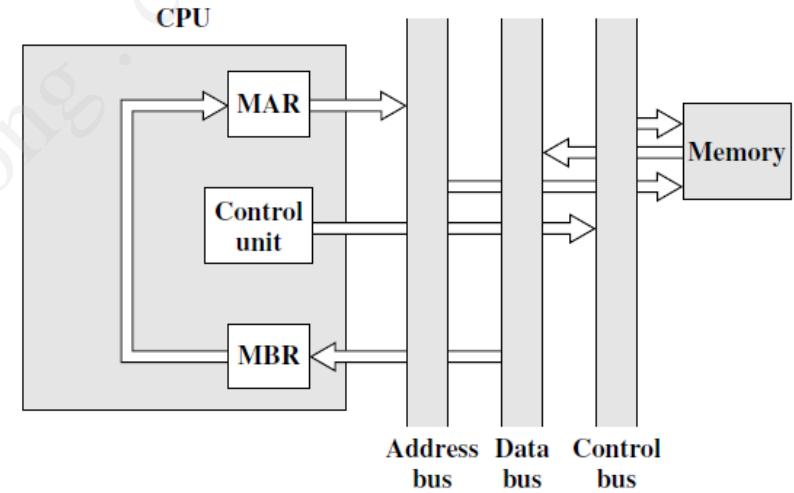 CPU
MAR
Memory
Control
unit
MBR
Address
bus
Data
bus
Control
bus